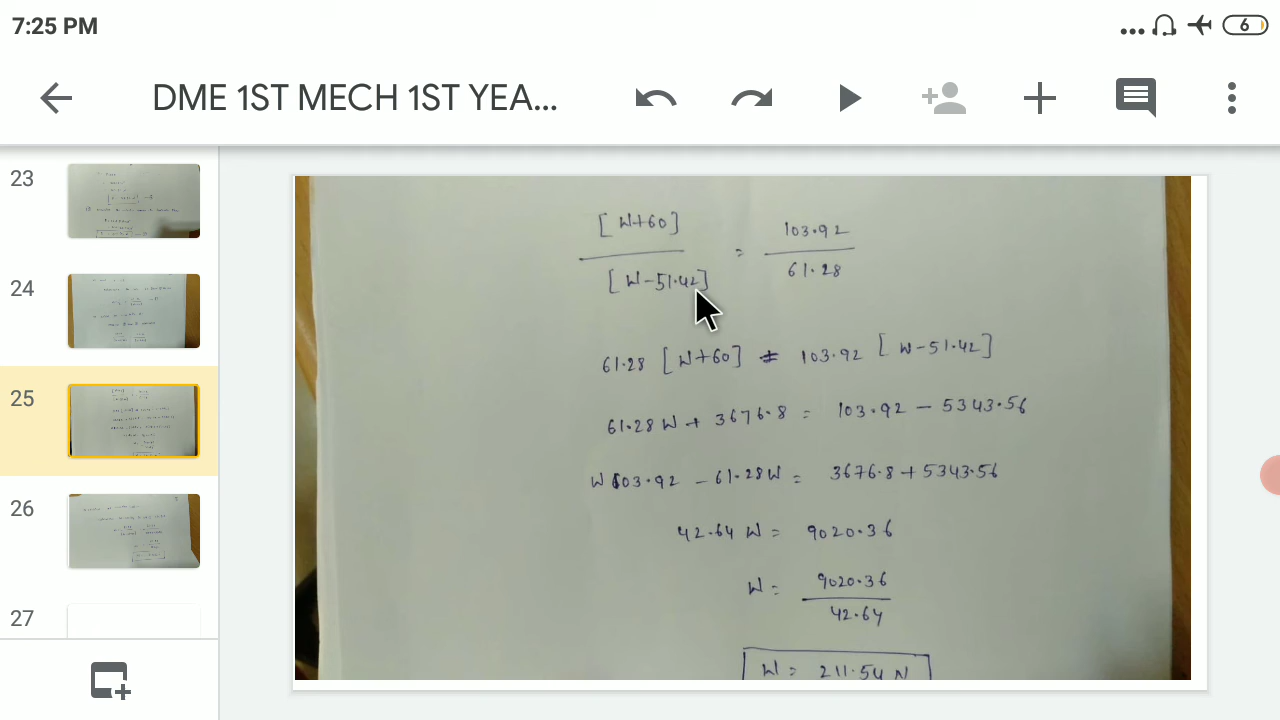 7:25 PM
6
DME 1ST MECH 1ST YEA...
23
24
25
26
27
[W+60] / [W-51.42] = 103.92 / 61.28
61.28 [W+60] = 103.92 [W-51.42]
61.28 W + 3676.8 = 103.92 - 5343.56
W 103.92 - 61.28W = 3676.8 + 5343.56
42.64 W = 9020.36
W = 9020.36 / 42.64
W = 211.54 N